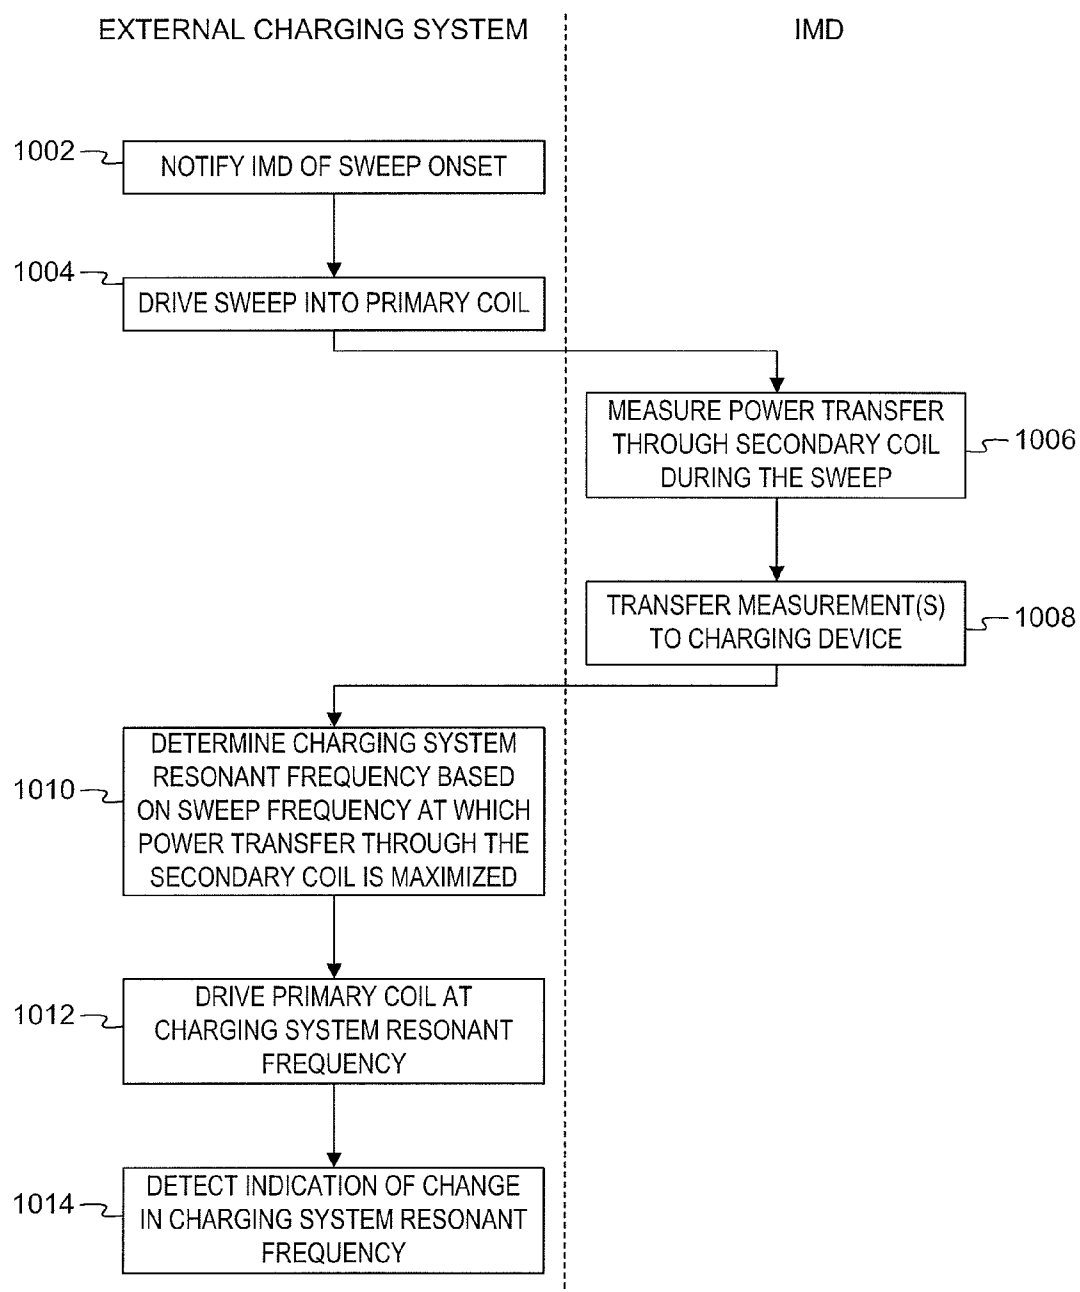 EXTERNAL CHARGING SYSTEM
IMD
1002
NOTIFY IMD OF SWEEP ONSET
1004
DRIVE SWEEP INTO PRIMARY COIL
MEASURE POWER TRANSFER
THROUGH SECONDARY COIL
DURING THE SWEEP
1006
TRANSFER MEASUREMENT(S)
TO CHARGING DEVICE
1008
1010
DETERMINE CHARGING SYSTEM
RESONANT FREQUENCY BASED
ON SWEEP FREQUENCY AT WHICH
POWER TRANSFER THROUGH THE
SECONDARY COIL IS MAXIMIZED
1012
DRIVE PRIMARY COIL AT
CHARGING SYSTEM RESONANT
FREQUENCY
1014
DETECT INDICATION OF CHANGE
IN CHARGING SYSTEM RESONANT
FREQUENCY